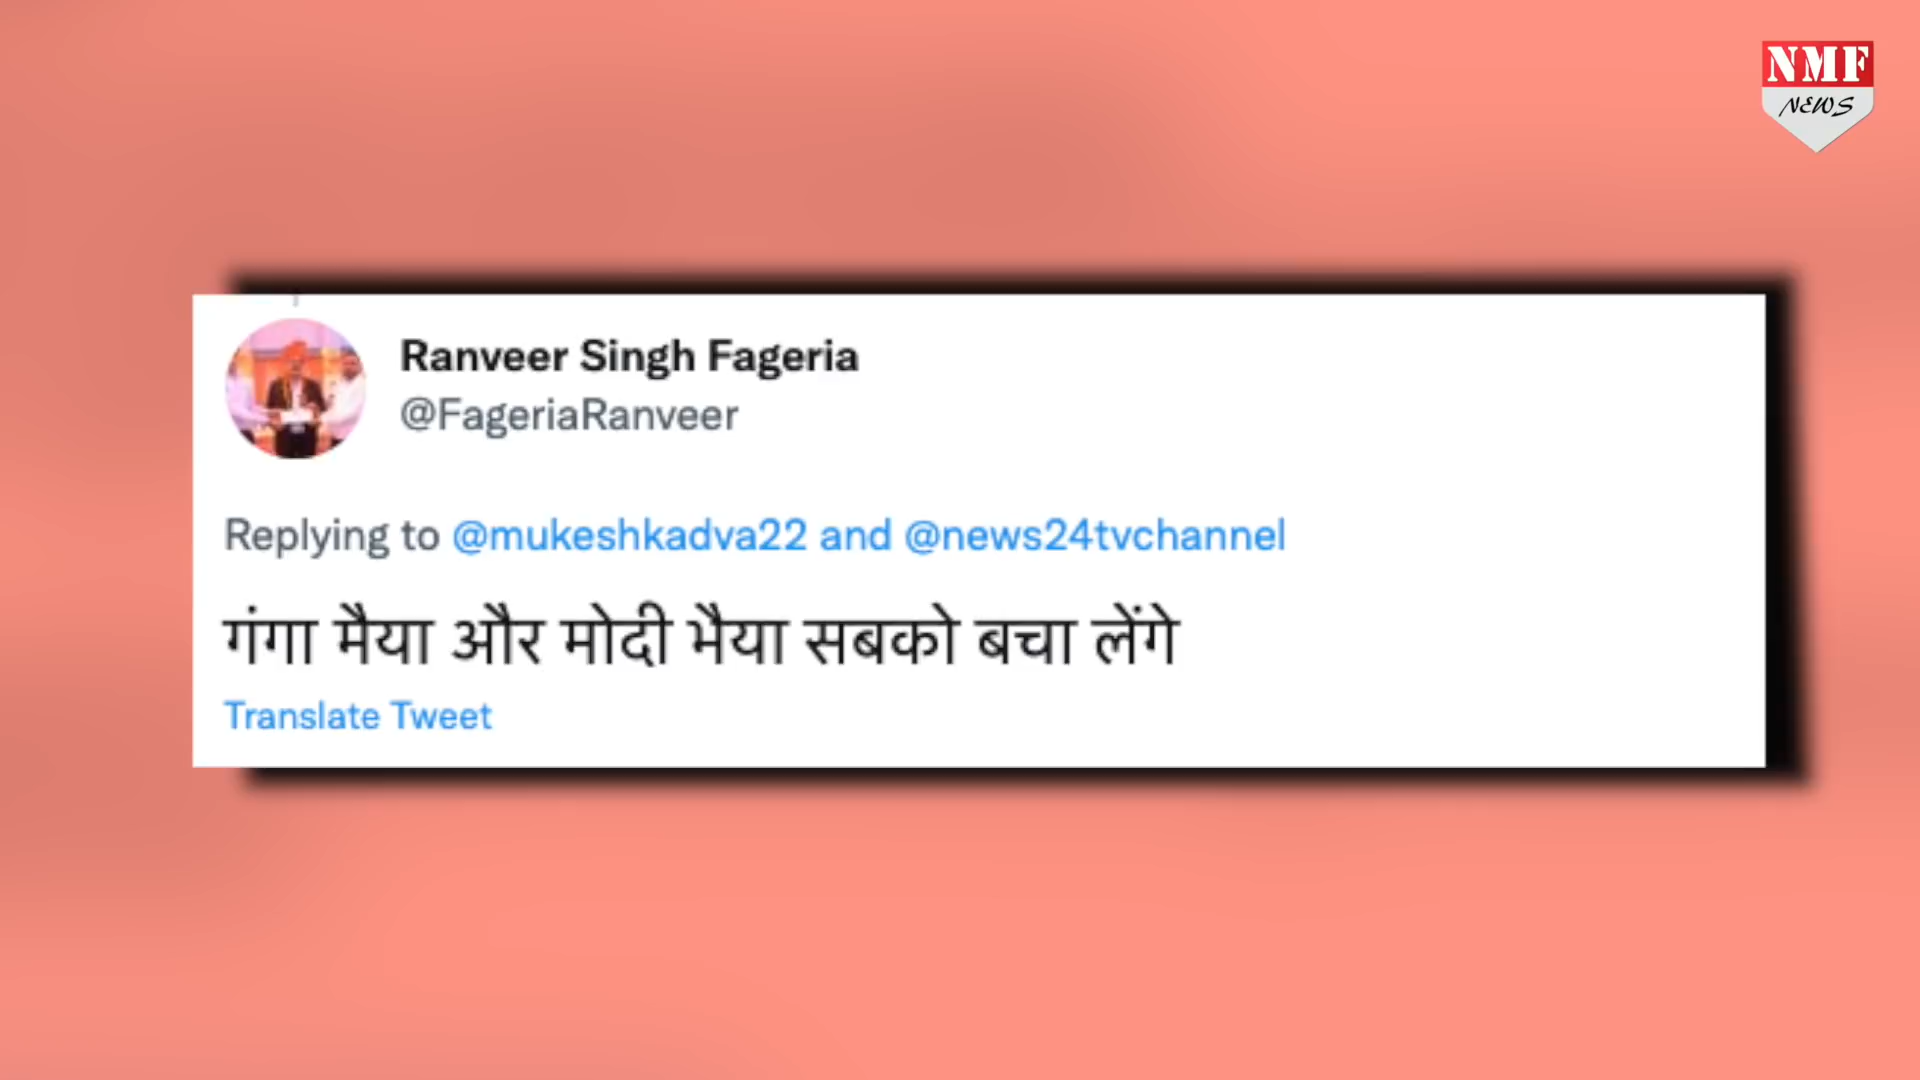 NMF
NEWS
Ranveer Singh Fageria
@FageriaRanveer
Replying to @mukeshkadva22 and @news24tvchannel
गंगा मैया और मोदी भैया सबको बचा लेंगे
Translate Tweet